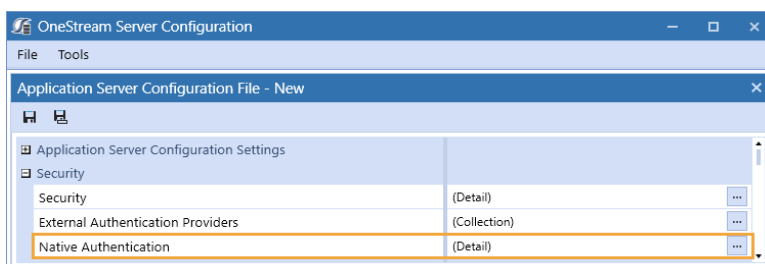 OneStream Server Configuration
File Tools
Application Server Configuration File - New
Application Server Configuration Settings
Security
Security (Detail) ...
External Authentication Providers (Collection) ...
Native Authentication (Detail) ...